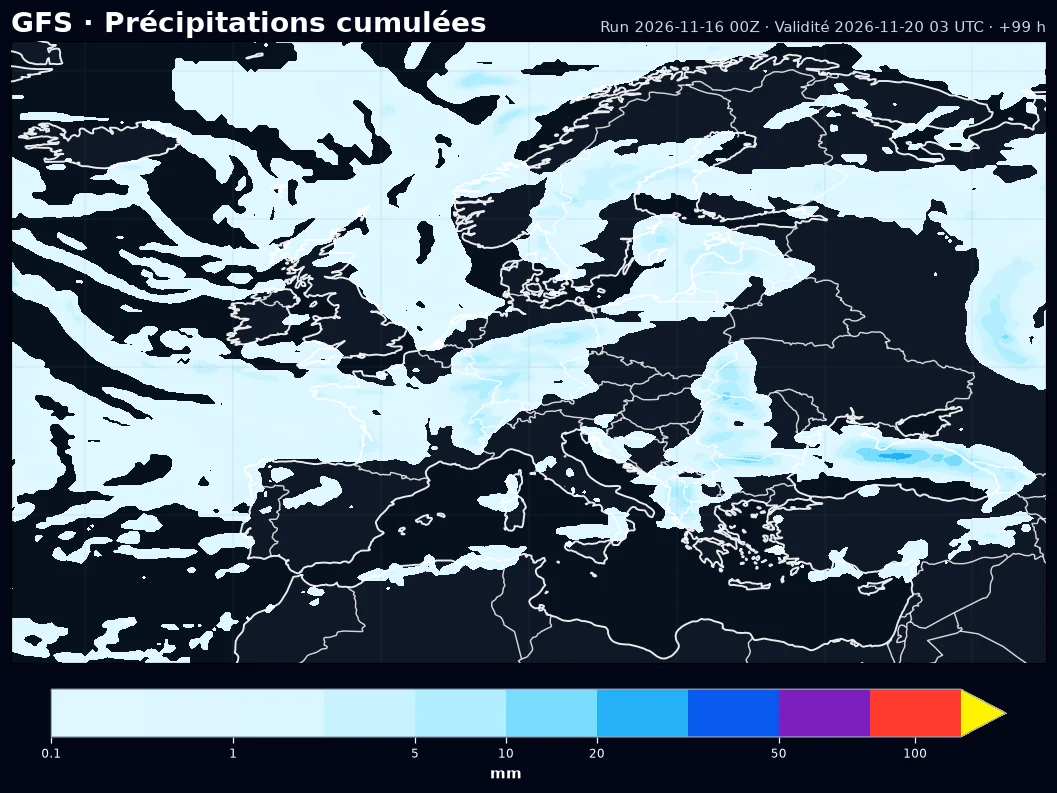 GFS · Précipitations cumulées
Run 2026-11-16 00Z · Validité 2026-11-20 03 UTC · +99 h
0.1 1 5 10 20 50 100
mm